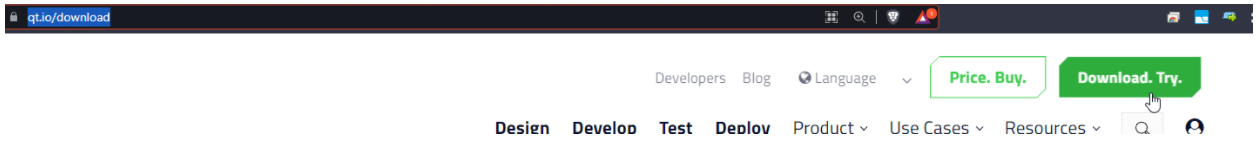 qt.io/download
Developers Blog Language Price. Buy. Download. Try.
Design Develop Test Deploy Product Use Cases Resources